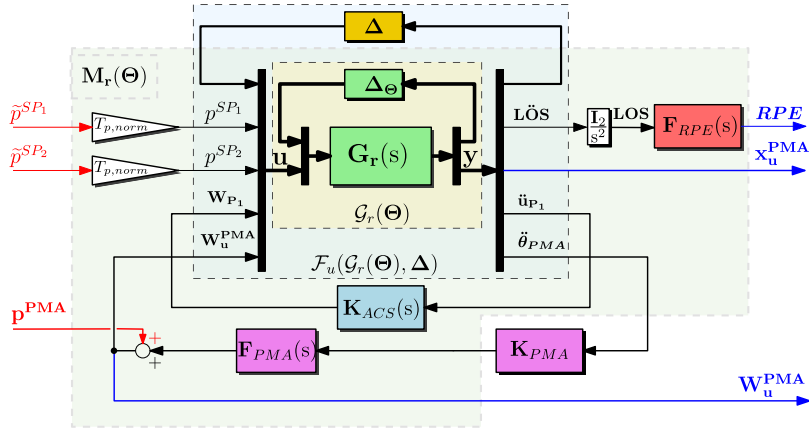 Δ
M_r(Θ)
Δ_Θ
p̃^{SP_1}
T_{p,norm}
p^{SP_1}
LÖS
I_2/s^2
LOS
F_{RPE}(s)
RPE
p̃^{SP_2}
T_{p,norm}
p^{SP_2}
u
G_r(s)
y
x_u^{PMA}
W_{P_1}
𝒢_r(Θ)
ü_{P_1}
W_u^{PMA}
ℱ_u(𝒢_r(Θ), Δ)
θ̈_{PMA}
K_{ACS}(s)
p^{PMA}
+
+
F_{PMA}(s)
K_{PMA}
W_u^{PMA}